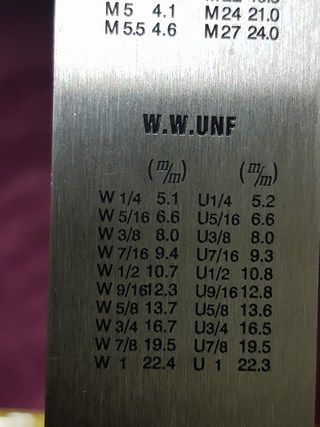 M 5 4.1 M 24 21.0
M 5.5 4.6 M 27 24.0
W.W.UNF
(m/m) (m/m)
W 1/4 5.1 U1/4 5.2
W 5/16 6.6 U5/16 6.6
W 3/8 8.0 U3/8 8.0
W 7/16 9.4 U7/16 9.3
W 1/2 10.7 U1/2 10.8
W 9/16 12.3 U9/16 12.8
W 5/8 13.7 U5/8 13.6
W 3/4 16.7 U3/4 16.5
W 7/8 19.5 U7/8 19.5
W 1 22.4 U 1 22.3